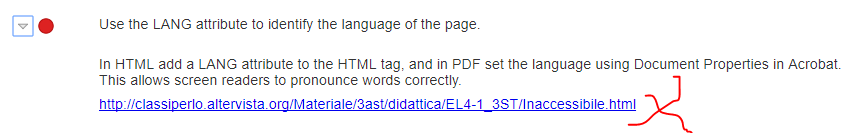 Use the LANG attribute to identify the language of the page.
In HTML add a LANG attribute to the HTML tag, and in PDF set the language using Document Properties in Acrobat.
This allows screen readers to pronounce words correctly.
http://classiperlo.altervista.org/Materiale/3ast/didattica/EL4-1_3ST/Inaccessibile.html